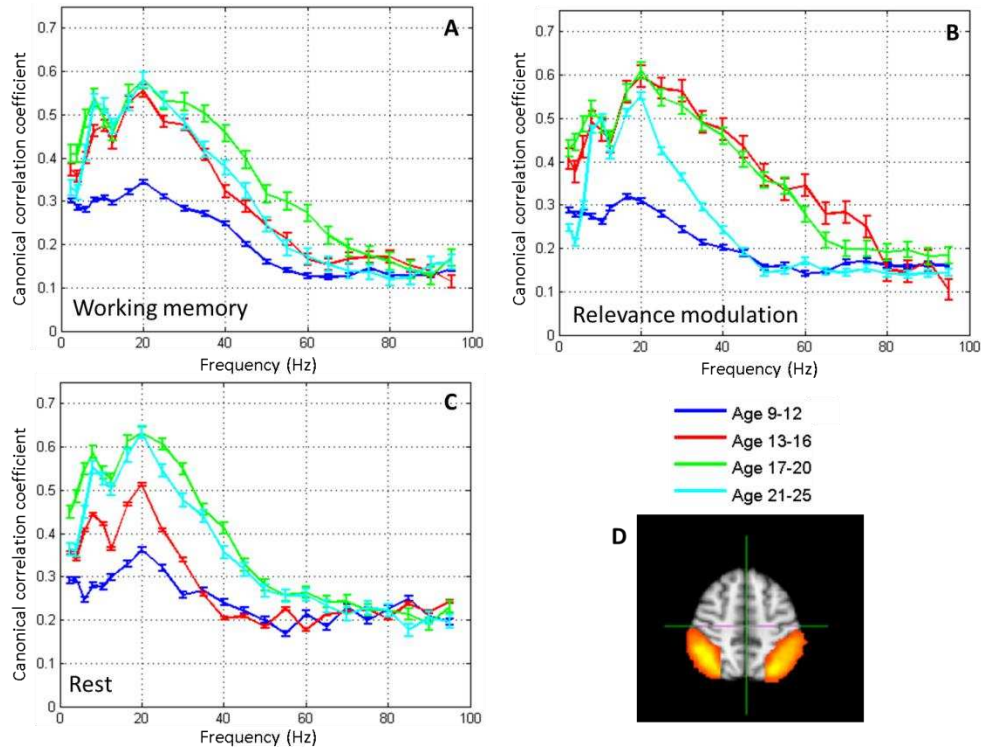 A
Canonical correlation coefficient
0.7
0.6
0.5
0.4
0.3
0.2
0.1
0
Working memory
0 20 40 60 80 100
Frequency (Hz)
B
Canonical correlation coefficient
0.7
0.6
0.5
0.4
0.3
0.2
0.1
0
Relevance modulation
0 20 40 60 80 100
Frequency (Hz)
C
Canonical correlation coefficient
0.7
0.6
0.5
0.4
0.3
0.2
0.1
0
Rest
0 20 40 60 80 100
Frequency (Hz)
Age 9-12
Age 13-16
Age 17-20
Age 21-25
D